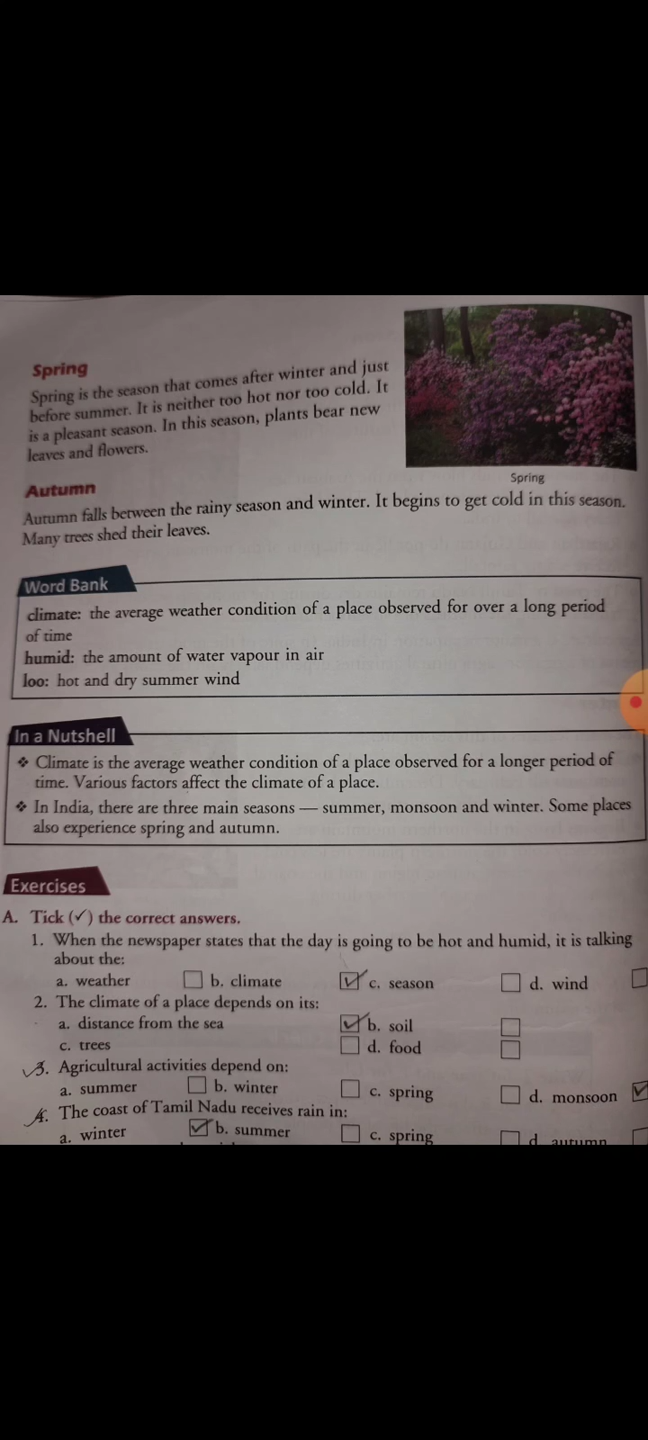 Spring
Spring is the season that comes after winter and just
before summer. It is neither too hot nor too cold. It
is a pleasant season. In this season, plants bear new
leaves and flowers.
Spring
Autumn
Autumn falls between the rainy season and winter. It begins to get cold in this season.
Many trees shed their leaves.
Word Bank
climate: the average weather condition of a place observed for over a long period
of time
humid: the amount of water vapour in air
loo: hot and dry summer wind
In a Nutshell
❖ Climate is the average weather condition of a place observed for a longer period of
time. Various factors affect the climate of a place.
❖ In India, there are three main seasons — summer, monsoon and winter. Some places
also experience spring and autumn.
Exercises
A. Tick (✓) the correct answers.
1. When the newspaper states that the day is going to be hot and humid, it is talking
about the:
a. weather ☐ b. climate ☑ c. season ☐ d. wind ☐
2. The climate of a place depends on its:
a. distance from the sea ☑ b. soil ☐
c. trees ☐ d. food ☐
✓3. Agricultural activities depend on:
a. summer ☐ b. winter ☐ c. spring ☐ d. monsoon ☑
✓4. The coast of Tamil Nadu receives rain in:
a. winter ☑ b. summer ☐ c. spring ☐ d. autumn ☐